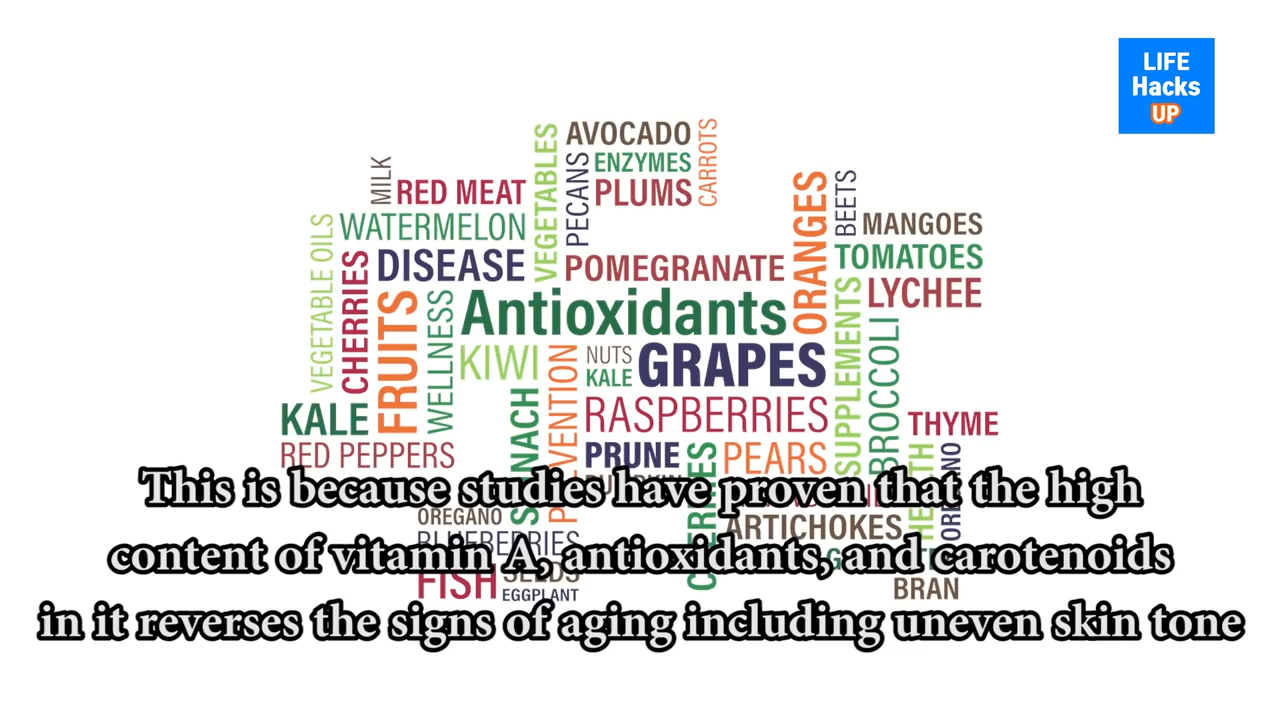 LIFE
Hacks
UP
AVOCADO
ENZYMES
PLUMS
CARROTS
VEGETABLES
PECANS
MILK
RED MEAT
WATERMELON
DISEASE
POMEGRANATE
ORANGES
BEETS
MANGOES
TOMATOES
LYCHEE
VEGETABLE OILS
CHERRIES
FRUITS
WELLNESS
Antioxidants
KIWI
NUTS
KALE
GRAPES
SUPPLEMENTS
BROCCOLI
KALE
RED PEPPERS
RASPBERRIES
THYME
PRUNE
PEARS
OREGANO
ARTICHOKES
BLUEBERRIES
FISH
SEEDS
EGGPLANT
BRAN
This is because studies have proven that the high
content of vitamin A, antioxidants, and carotenoids
in it reverses the signs of aging including uneven skin tone